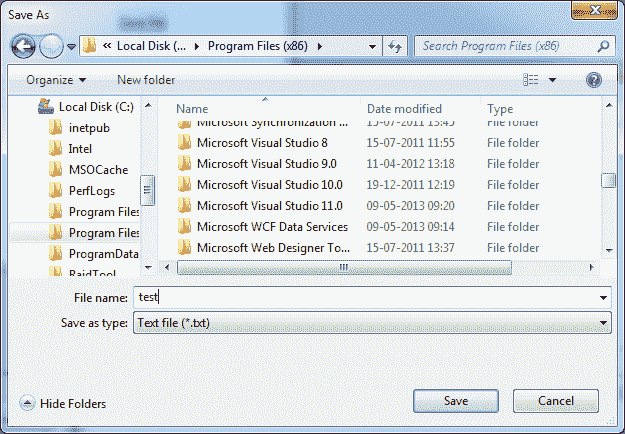 Save As
« Local Disk (... ▸ Program Files (x86) ▸
Search Program Files (x86)
Organize
New folder
Local Disk (C:)
inetpub
Intel
MSOCache
PerfLogs
Program Files
Program Files
ProgramData
RaidTool
Name Date modified Type
Microsoft Synchronization ... 15-07-2011 13:45 File folder
Microsoft Visual Studio 8 15-07-2011 11:55 File folder
Microsoft Visual Studio 9.0 11-04-2012 13:18 File folder
Microsoft Visual Studio 10.0 19-12-2011 12:19 File folder
Microsoft Visual Studio 11.0 09-05-2013 09:20 File folder
Microsoft WCF Data Services 09-05-2013 09:14 File folder
Microsoft Web Designer To... 15-07-2011 13:37 File folder
File name: test
Save as type: Text file (*.txt)
Hide Folders
Save
Cancel